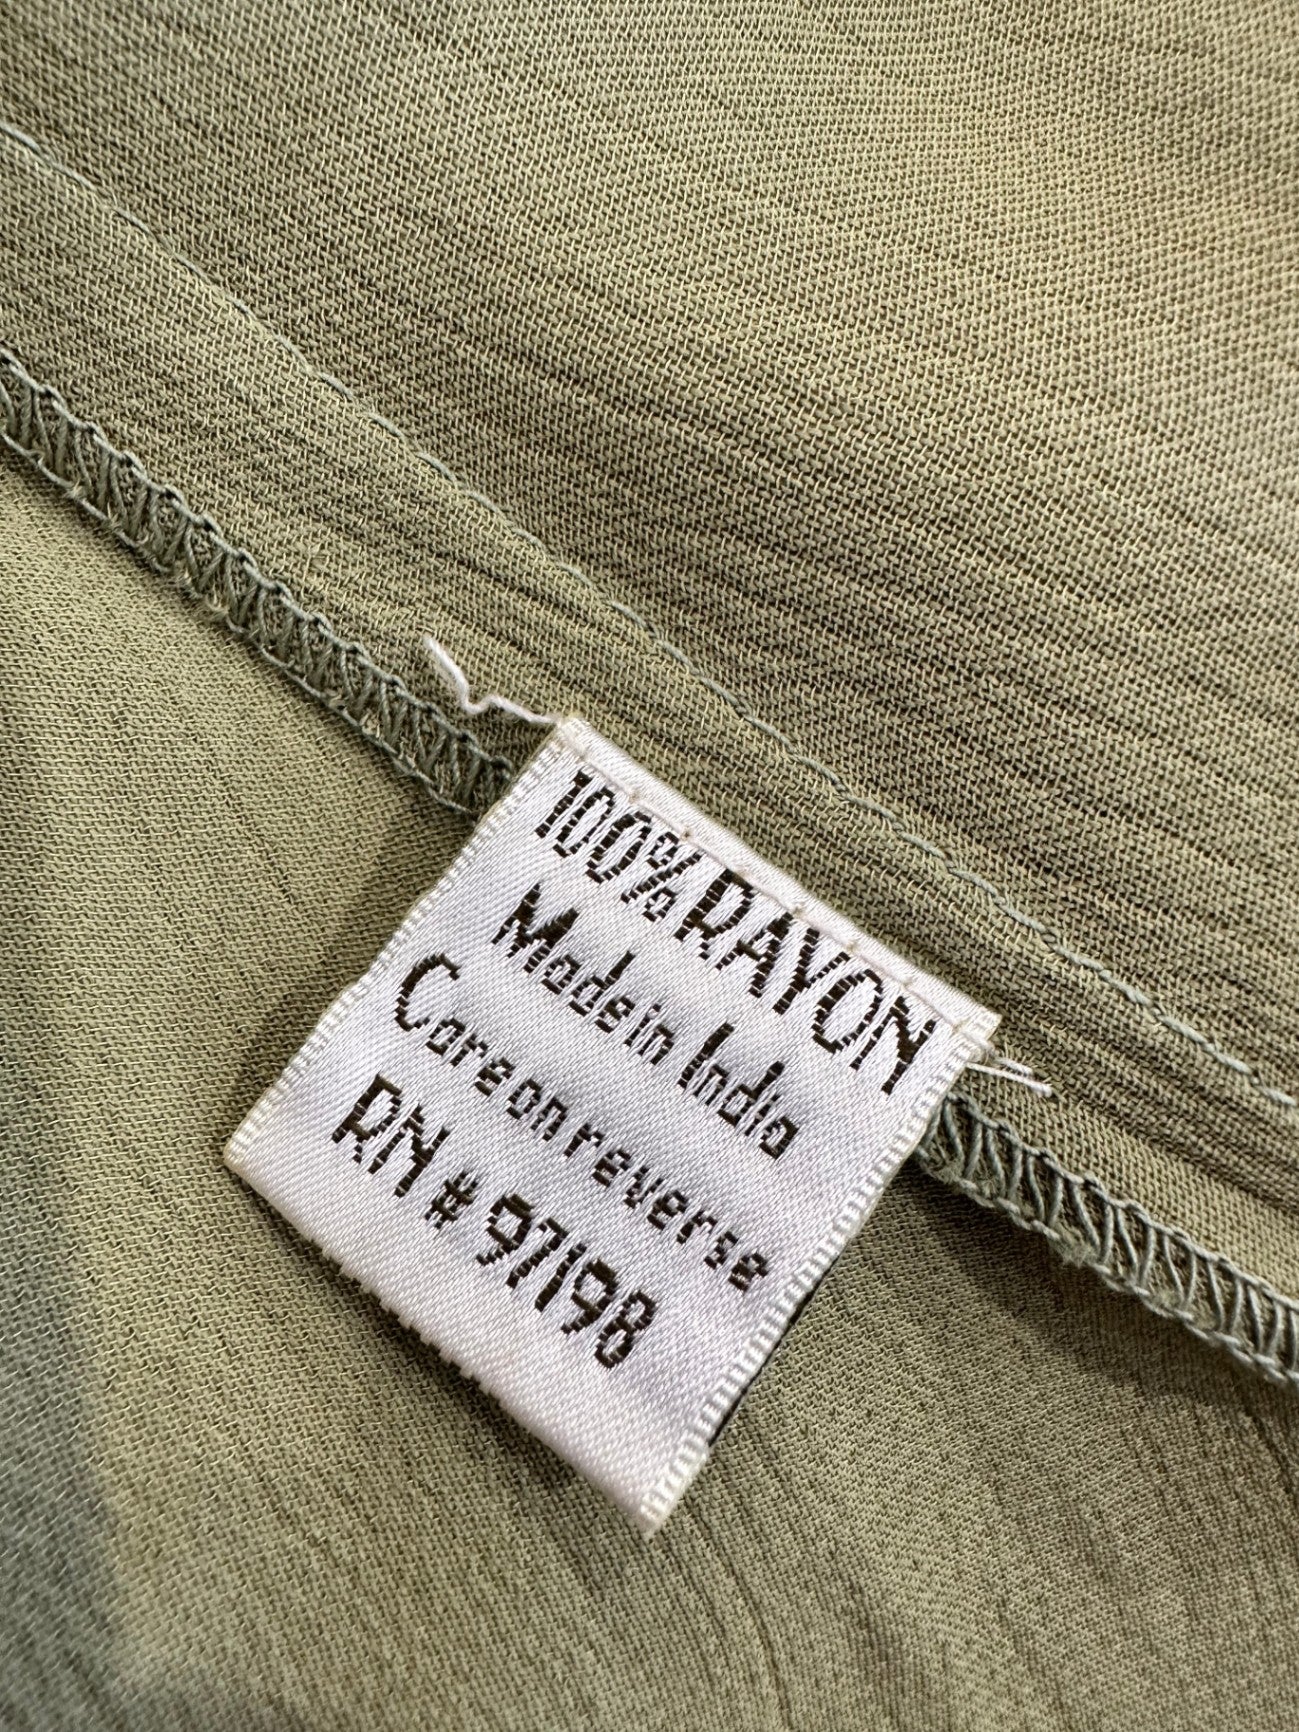 100% RAYON
Made in India
Care on reverse
RN # 97198